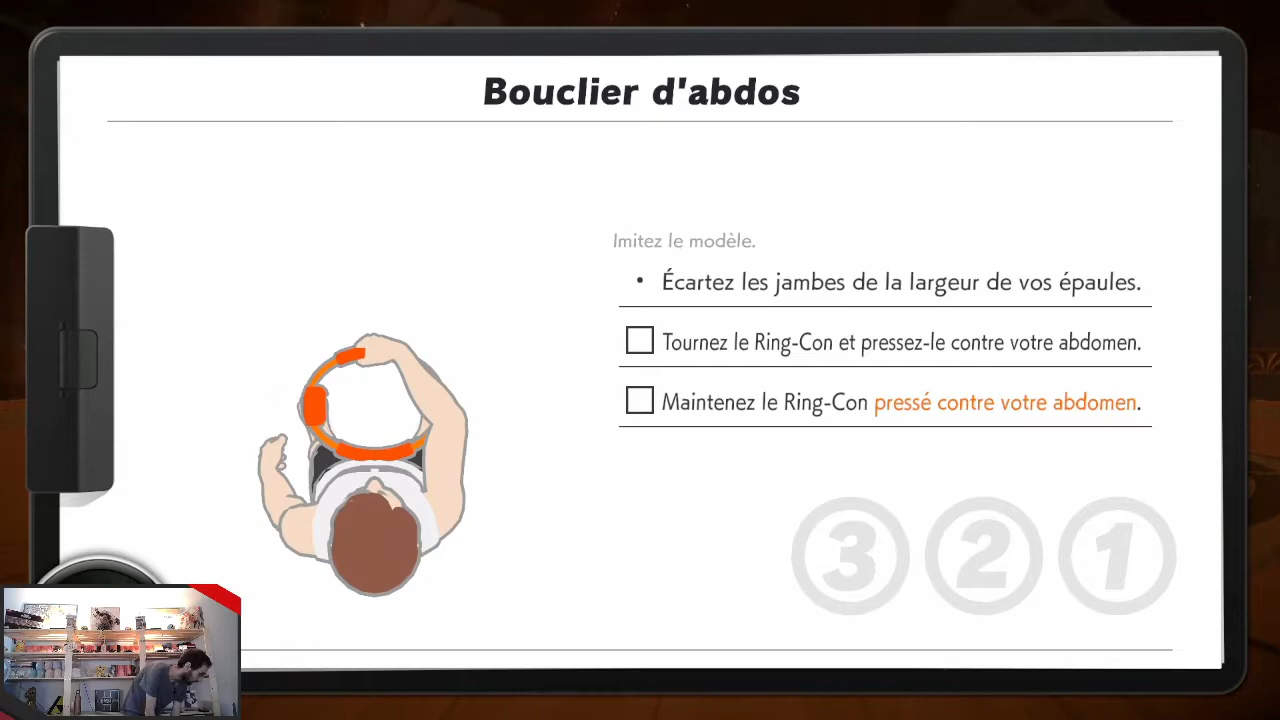 Bouclier d'abdos
Imitez le modèle.
• Écartez les jambes de la largeur de vos épaules.
Tournez le Ring-Con et pressez-le contre votre abdomen.
Maintenez le Ring-Con pressé contre votre abdomen.
3 2 1